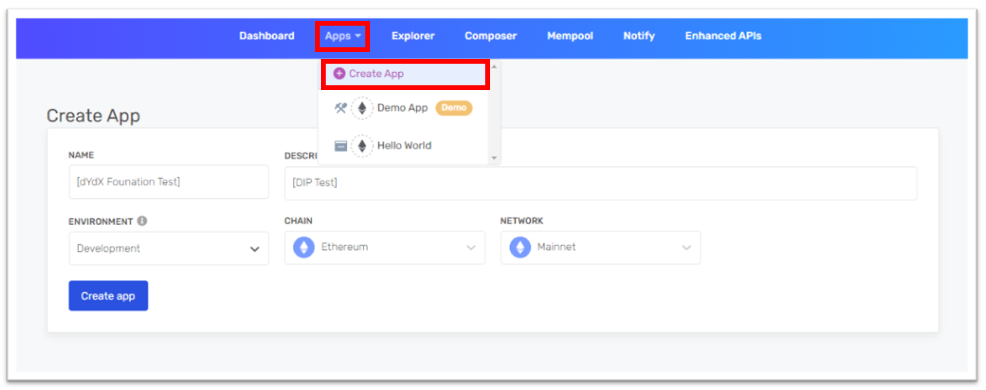 Dashboard Apps Explorer Composer Mempool Notify Enhanced APIs
Create App
Demo App Demo
Hello World
Create App
NAME DESCRI
[dYdX Founation Test] [DIP Test]
ENVIRONMENT CHAIN NETWORK
Development Ethereum Mainnet
Create app